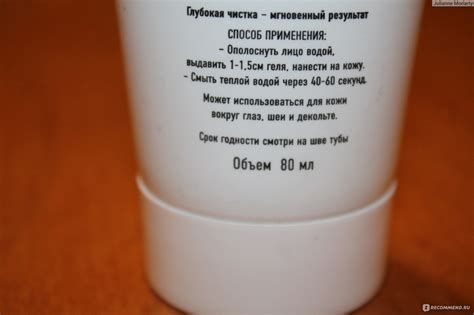 Julianna Moriarty
Глубокая чистка – мгновенный результат
СПОСОБ ПРИМЕНЕНИЯ:
- Ополоснуть лицо водой,
выдавить 1-1,5см геля, нанести на кожу.
- Смыть теплой водой через 40-60 секунд.
Может использоваться для кожи
вокруг глаз, шеи и декольте.
Срок годности смотри на шве тубы
Объем 80 мл
RECOMMEND.RU